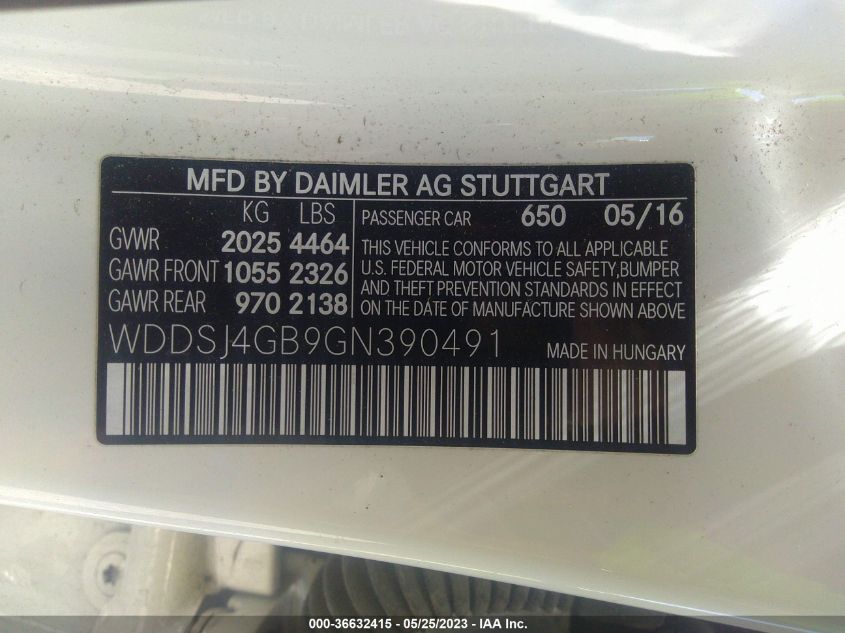 MFD BY DAIMLER AG STUTTGART
KG LBS
GVWR 2025 4464
GAWR FRONT 1055 2326
GAWR REAR 970 2138
PASSENGER CAR 650 05/16
THIS VEHICLE CONFORMS TO ALL APPLICABLE
U.S. FEDERAL MOTOR VEHICLE SAFETY,BUMPER
AND THEFT PREVENTION STANDARDS IN EFFECT
ON THE DATE OF MANUFACTURE SHOWN ABOVE
WDDSJ4GB9GN390491 MADE IN HUNGARY
000-36632415 - 05/25/2023 - IAA Inc.